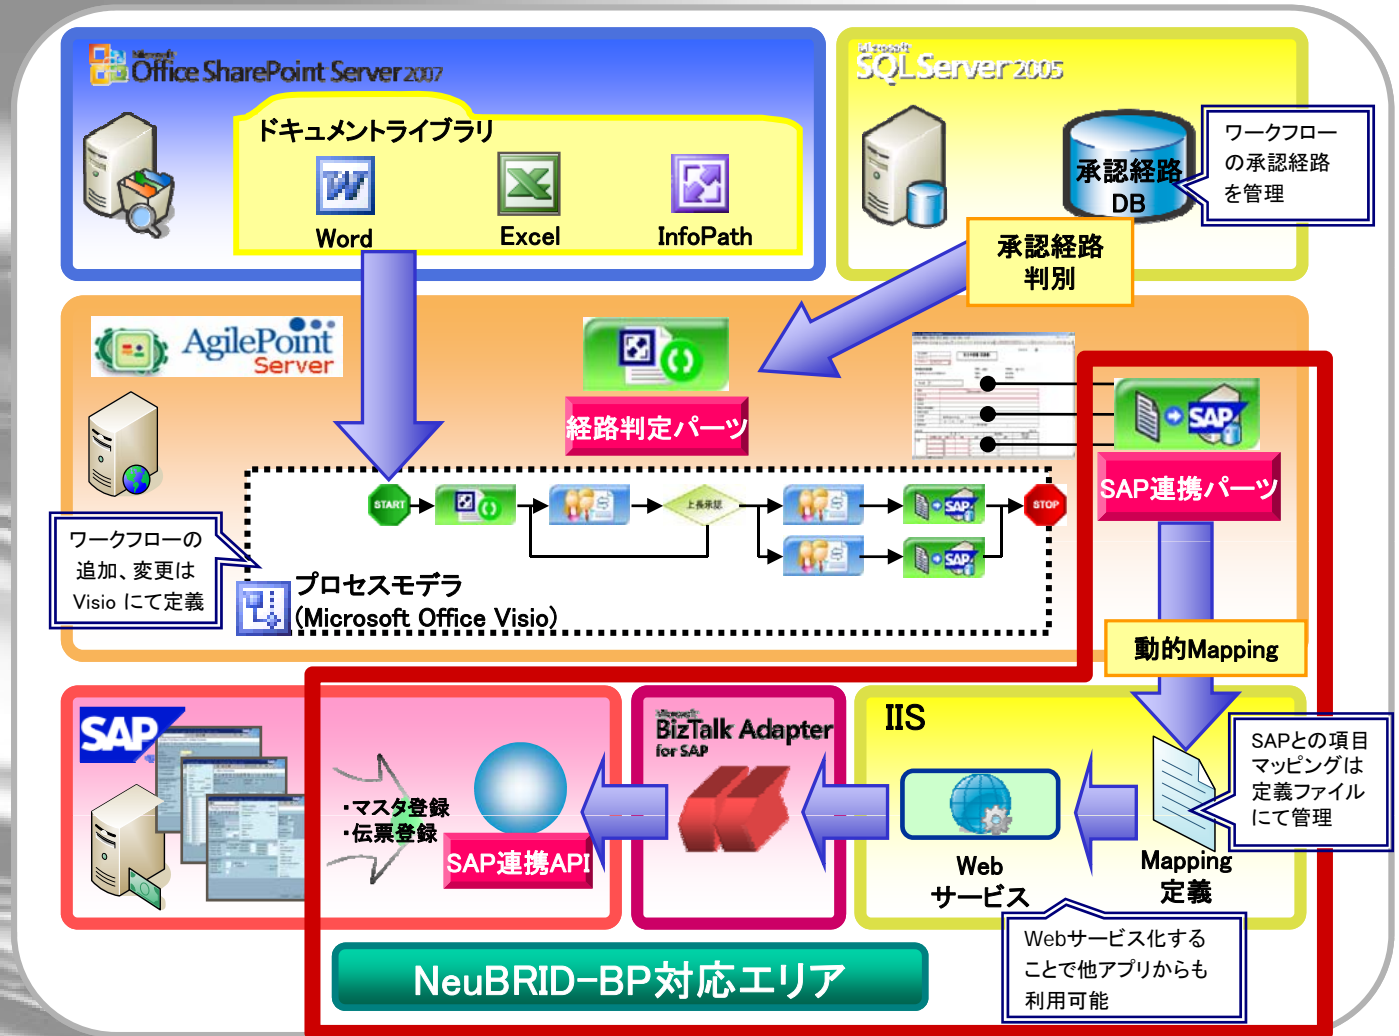 Microsoft
Office SharePoint Server 2007
ドキュメントライブラリ
Word
Excel
InfoPath
Microsoft
SQL Server 2005
承認経路
DB
ワークフロー
の承認経路
を管理
承認経路
判別
AgilePoint
Server
経路判定パーツ
SAP
SAP連携パーツ
START
上長承認
SAP
SAP
STOP
ワークフローの
追加、変更は
Visio にて定義
プロセスモデラ
(Microsoft Office Visio)
動的Mapping
SAP
・マスタ登録
・伝票登録
SAP連携API
Microsoft
BizTalk Adapter
for SAP
IIS
Web
サービス
Mapping
定義
SAPとの項目
マッピングは
定義ファイル
にて管理
Webサービス化する
ことで他アプリからも
利用可能
NeuBRID-BP対応エリア